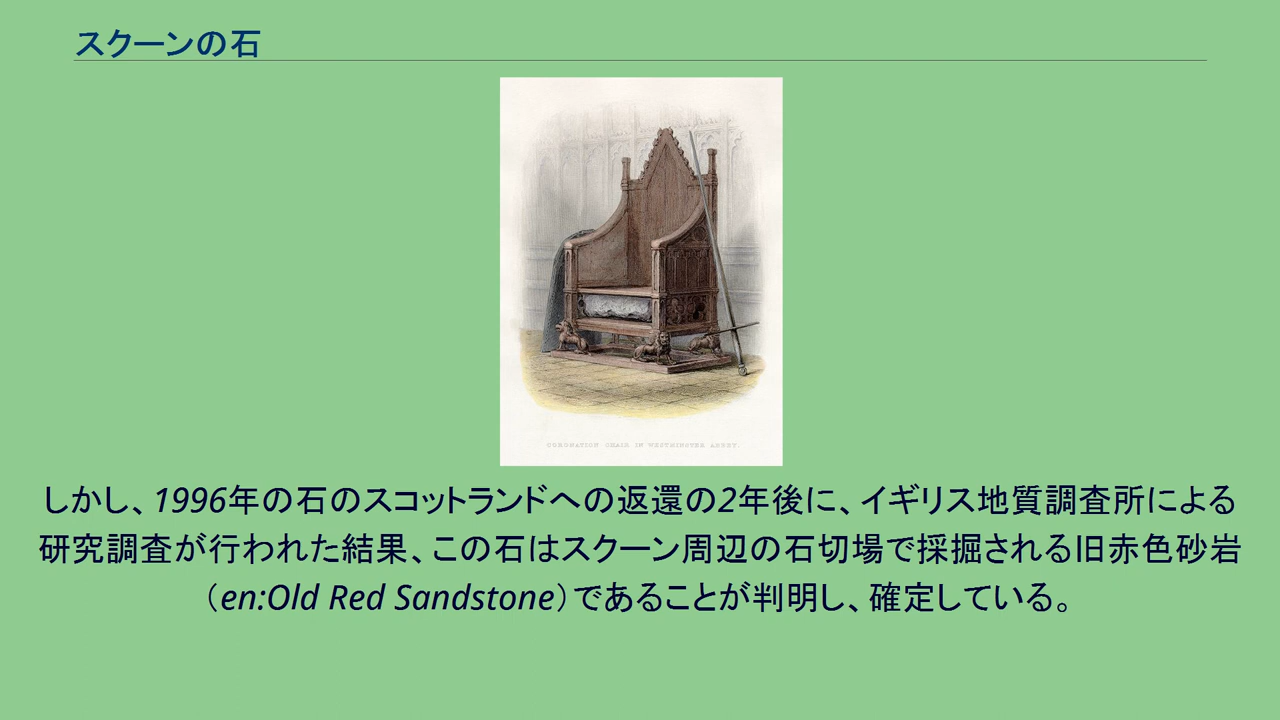 スクーンの石
CORONATION CHAIR IN WESTMINSTER ABBEY.
しかし、1996年の石のスコットランドへの返還の2年後に、イギリス地質調査所による
研究調査が行われた結果、この石はスクーン周辺の石切場で採掘される旧赤色砂岩
（en:Old Red Sandstone）であることが判明し、確定している。